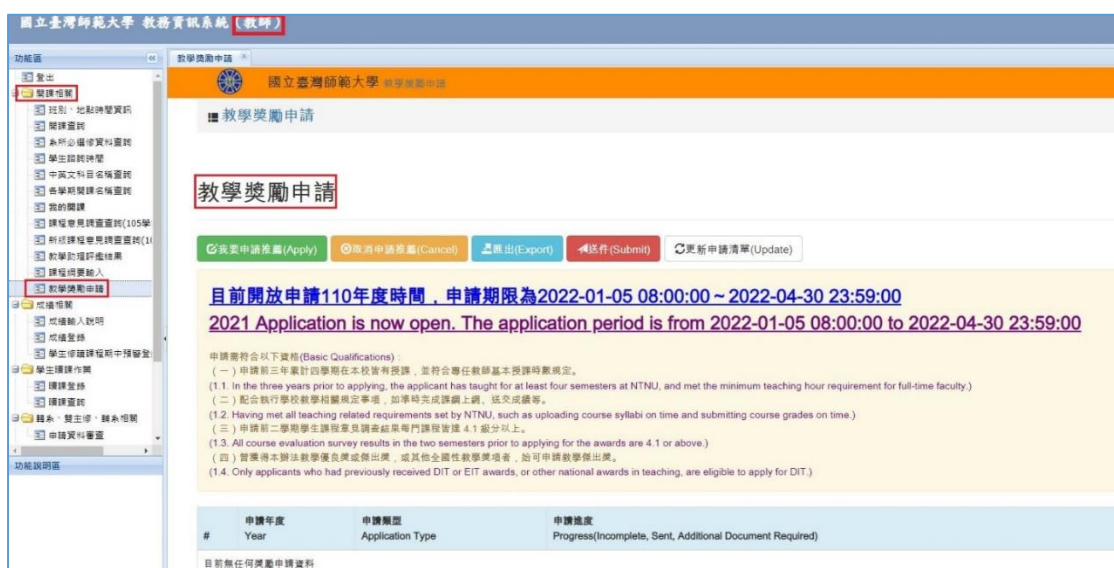 國立臺灣師範大學 教務資訊系統(教師)
功能區
登出
開課相關
班別、地點時間資訊
開課查詢
系所必選修資料查詢
學生諮詢時間
中英文科目名稱查詢
各學期開課名稱查詢
我的開課
課程意見調查查詢(105學
新版課程意見調查查詢(10
教學助理評鑑結果
課程綱要輸入
教學獎勵申請
成績相關
成績輸入說明
成績登錄
學生修讀課程期中預警登
學生
作業
查詢
輔系、雙主修、輔系相關
申請資料審查
功能說明區
教學獎勵申請
國立臺灣師範大學 教學獎勵申請
教學獎勵申請
教學獎勵申請
我要申請推薦(Apply) 取消申請推薦(Cancel) 匯出(Export) 送件(Submit) 更新申請清單(Update)
目前開放申請110年度時間,申請期限為2022-01-05 08:00:00 ~ 2022-04-30 23:59:00
2021 Application is now open. The application period is from 2022-01-05 08:00:00 to 2022-04-30 23:59:00
申請需符合以下資格(Basic Qualifications):
(一)申請前三年累計四學期在本校皆有授課,並符合專任教師基本授課時數規定。
(1.1. In the three years prior to applying, the applicant has taught for at least four semesters at NTNU, and met the minimum teaching hour requirement for full-time faculty.)
(二)配合執行學校教學相關規定事項,如準時完成課綱上網、送交成績等。
(1.2. Having met all teaching related requirements set by NTNU, such as uploading course syllabi on time and submitting course grades on time.)
(三)申請前二學期學生課程意見調查結果每門課程皆達 4.1 級分以上。
(1.3. All course evaluation survey results in the two semesters prior to applying for the awards are 4.1 or above.)
(四)曾獲得本辦法教學優良獎或傑出獎,或其他全國性教學獎項者,始可申請教學傑出獎。
(1.4. Only applicants who had previously received DIT or EIT awards, or other national awards in teaching, are eligible to apply for DIT.)
申請年度 申請類型 申請進度
# Year Application Type Progress(Incomplete, Sent, Additional Document Required)
目前無任何獎勵申請資料